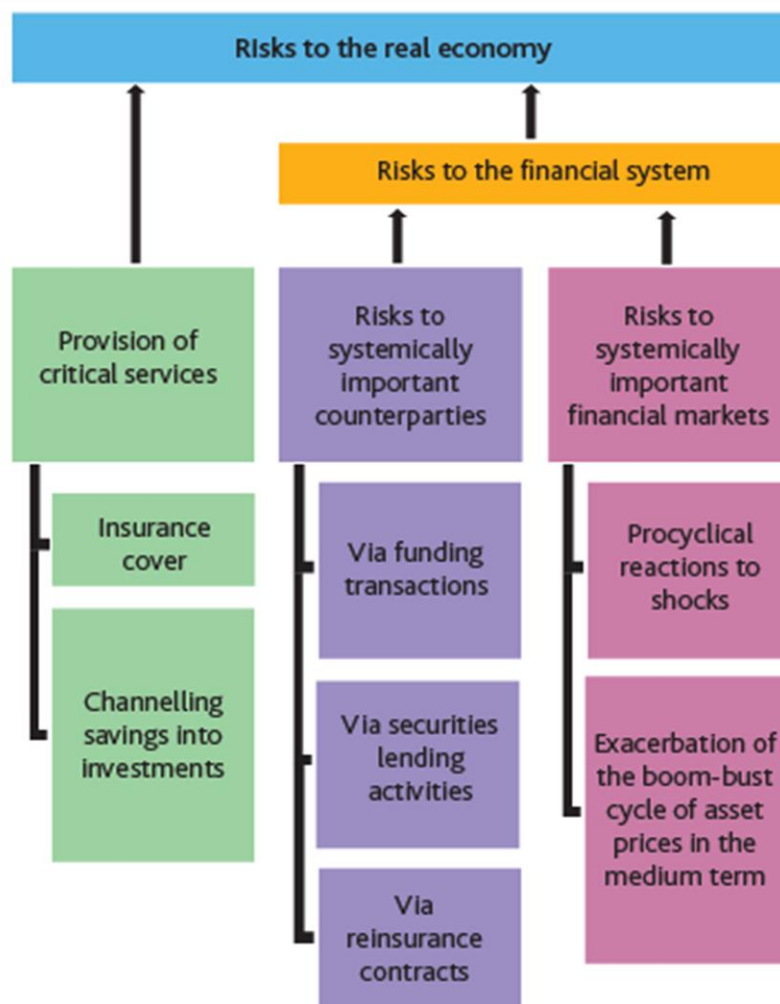 Risks to the real economy
Risks to the financial system
Provision of
critical services
Insurance
cover
Channelling
savings into
investments
Risks to
systemically
important
counterparties
Via funding
transactions
Via securities
lending
activities
Via
reinsurance
contracts
Risks to
systemically
important
financial markets
Procyclical
reactions to
shocks
Exacerbation of
the boom-bust
cycle of asset
prices in the
medium term